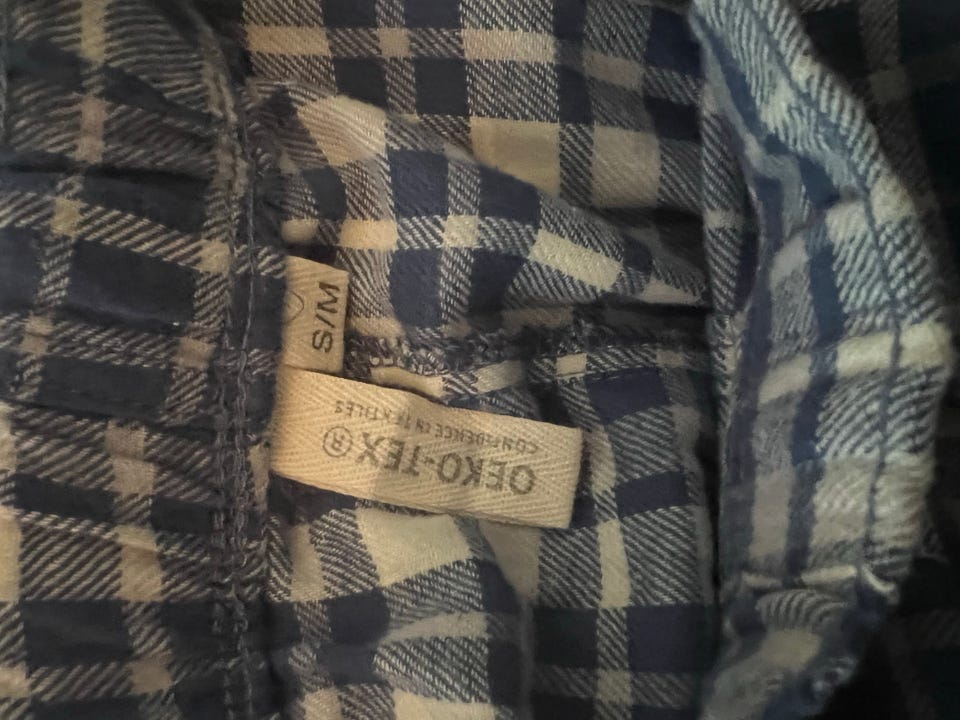 S/M
OEKO-TEX®
CONFIDENCE IN TEXTILES